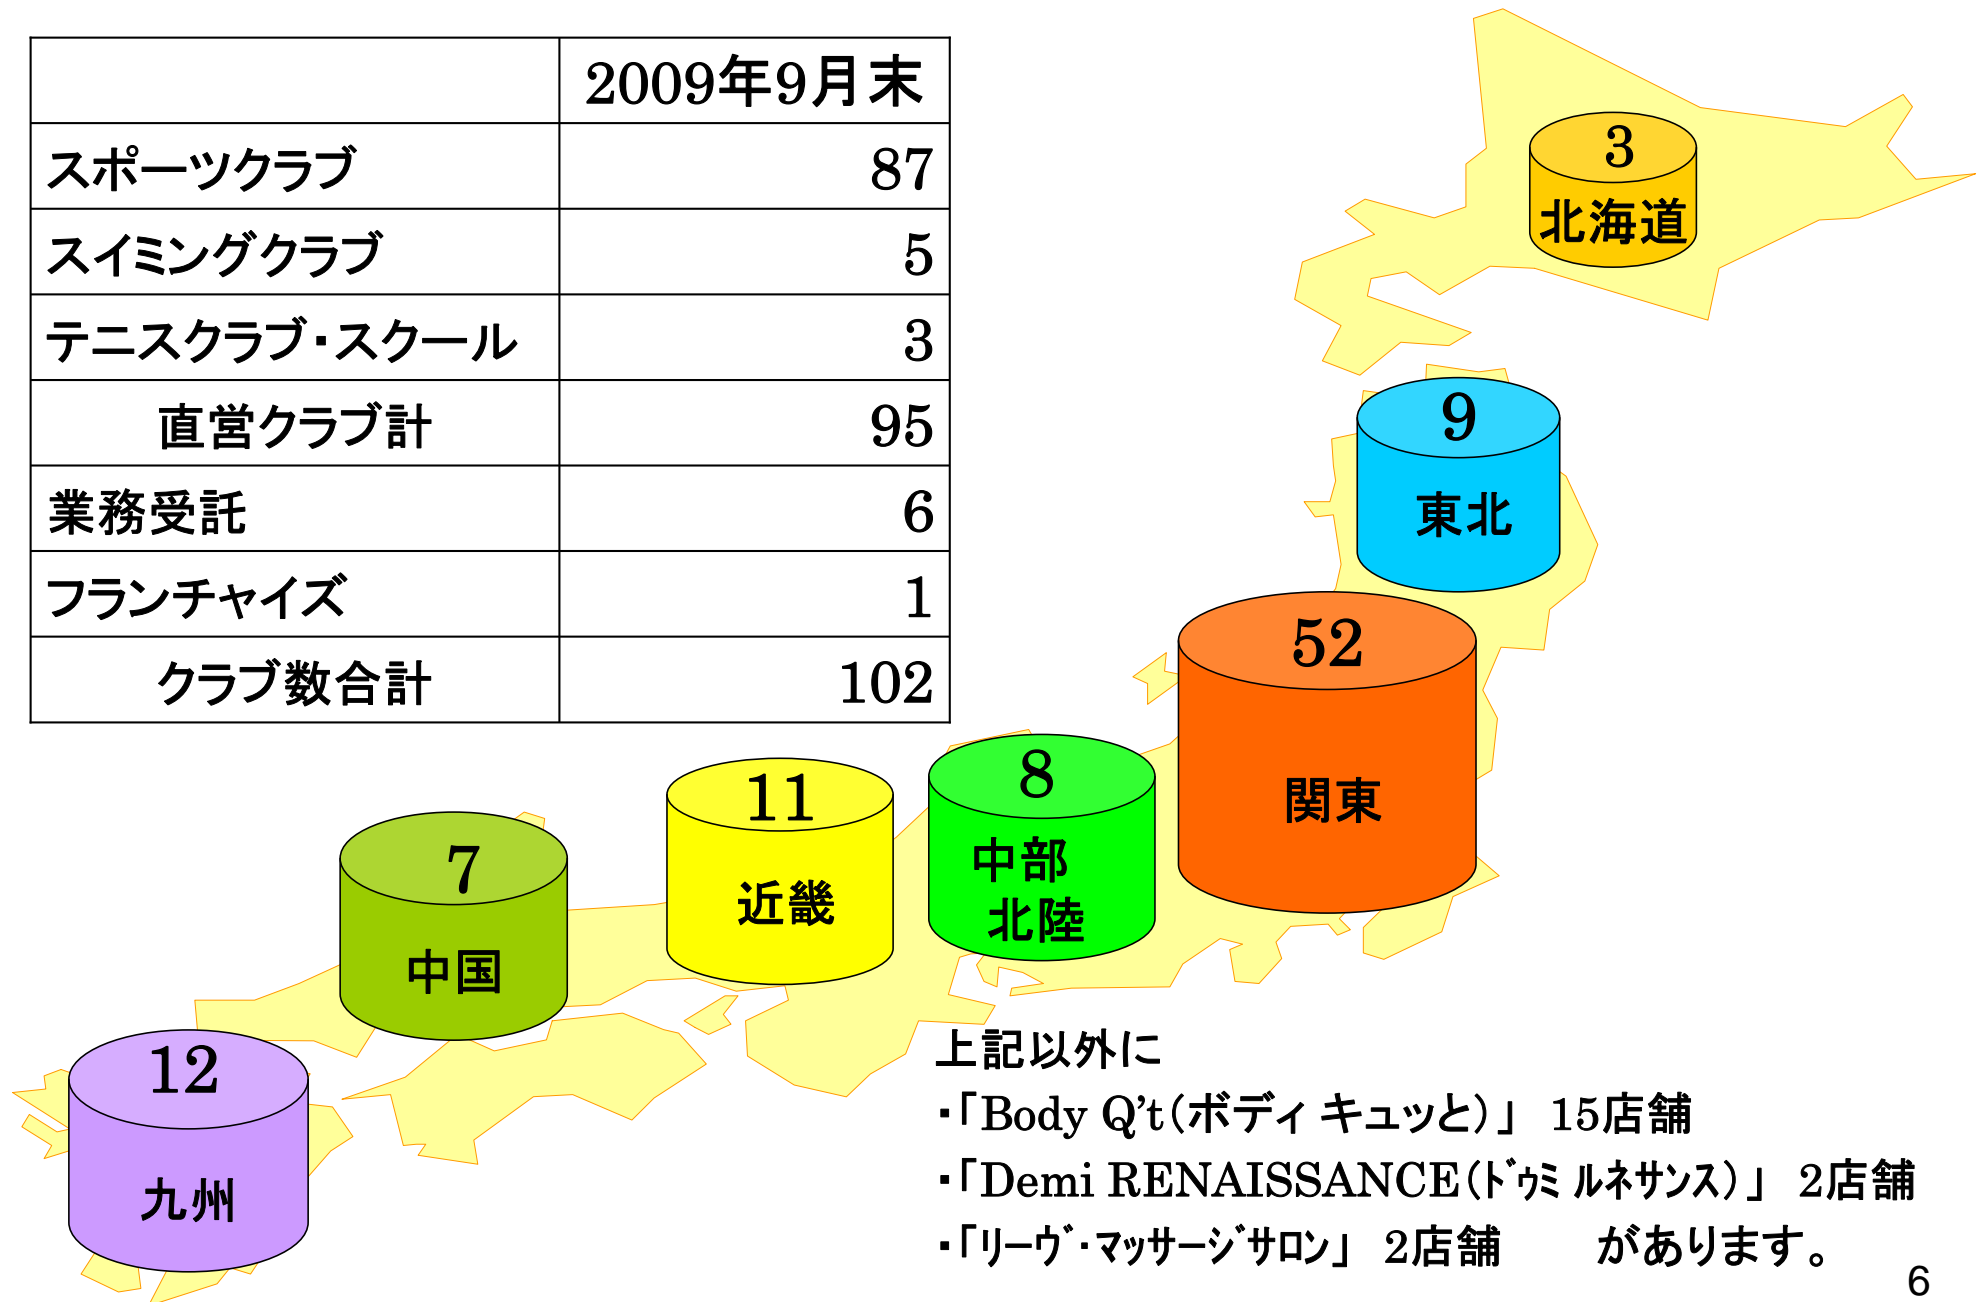 2009年9月末
スポーツクラブ 87
スイミングクラブ 5
テニスクラブ・スクール 3
直営クラブ計 95
業務受託 6
フランチャイズ 1
クラブ数合計 102
3
北海道
9
東北
52
関東
8
中部
北陸
11
近畿
7
中国
12
九州
上記以外に
・「Body Q’t（ボディ キュッと）」 15店舗
・「Demi RENAISSANCE（ﾄﾞｩﾐ ﾙﾈｻﾝｽ）」 2店舗
・「ﾘｰｳﾞ・ﾏｯｻｰｼﾞｻﾛﾝ」 2店舗 があります。
6